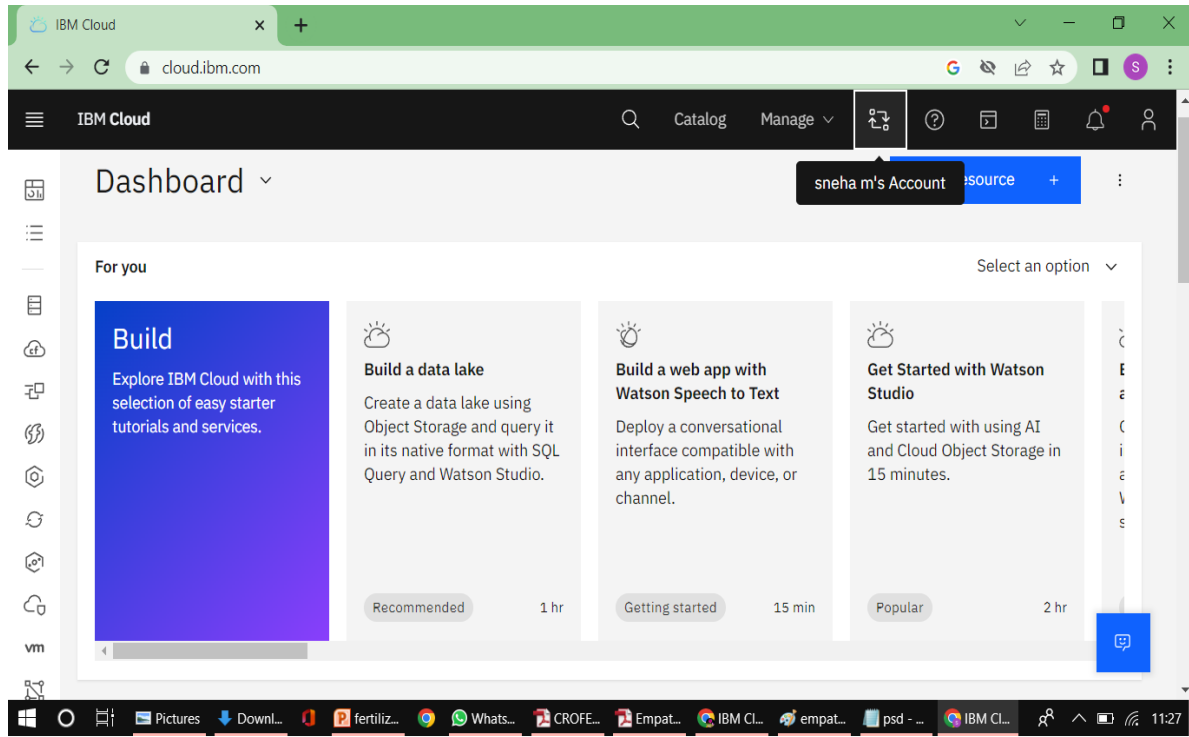 IBM Cloud
cloud.ibm.com
G
S
IBM Cloud
Catalog
Manage
Dashboard
sneha m's Account
For you
Select an option
Build
Explore IBM Cloud with this
selection of easy starter
tutorials and services.
Build a data lake
Create a data lake using
Object Storage and query it
in its native format with SQL
Query and Watson Studio.
Recommended
1 hr
Build a web app with
Watson Speech to Text
Deploy a conversational
interface compatible with
any application, device, or
channel.
Getting started
15 min
Get Started with Watson
Studio
Get started with using AI
and Cloud Object Storage in
15 minutes.
Popular
2 hr
cf
vm
Pictures
Downl...
fertiliz...
Whats...
CROFE...
Empat...
IBM Cl...
empat...
psd - ...
IBM Cl...
11:27